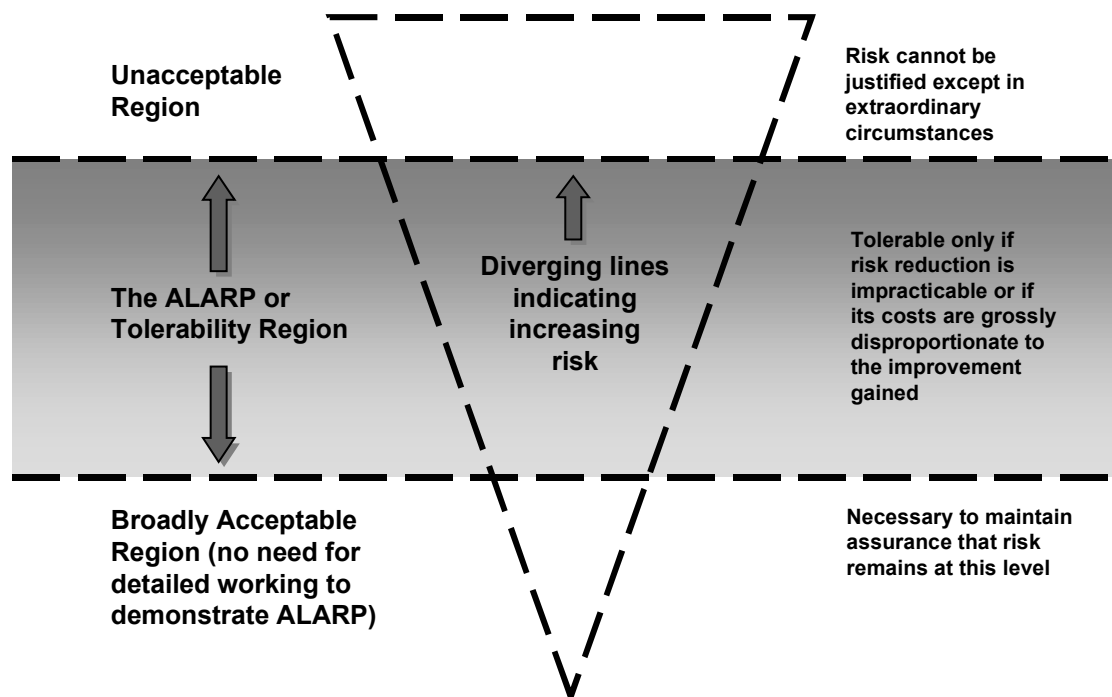 Unacceptable
Region
Risk cannot be
justified except in
extraordinary
circumstances
The ALARP or
Tolerability Region
Diverging lines
indicating
increasing
risk
Tolerable only if
risk reduction is
impracticable or if
its costs are grossly
disproportionate to
the improvement
gained
Broadly Acceptable
Region (no need for
detailed working to
demonstrate ALARP)
Necessary to maintain
assurance that risk
remains at this level